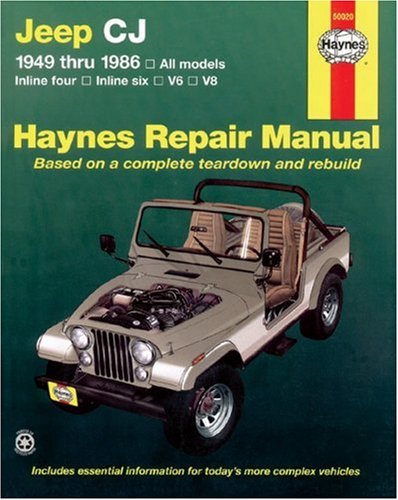 Jeep CJ
50020
Haynes
1949 thru 1986 □ All models
Inline four □ Inline six □ V6 □ V8
Haynes Repair Manual
Based on a complete teardown and rebuild
Haynes
Includes essential information for today's more complex vehicles